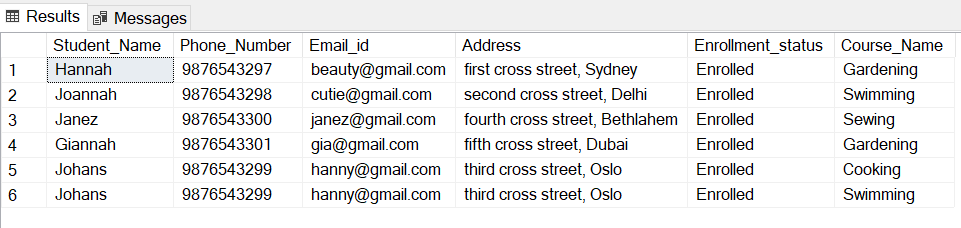 Results Messages
Student_Name Phone_Number Email_id Address Enrollment_status Course_Name
1 Hannah 9876543297 beauty@gmail.com first cross street, Sydney Enrolled Gardening
2 Joannah 9876543298 cutie@gmail.com second cross street, Delhi Enrolled Swimming
3 Janez 9876543300 janez@gmail.com fourth cross street, Bethlahem Enrolled Sewing
4 Giannah 9876543301 gia@gmail.com fifth cross street, Dubai Enrolled Gardening
5 Johans 9876543299 hanny@gmail.com third cross street, Oslo Enrolled Cooking
6 Johans 9876543299 hanny@gmail.com third cross street, Oslo Enrolled Swimming